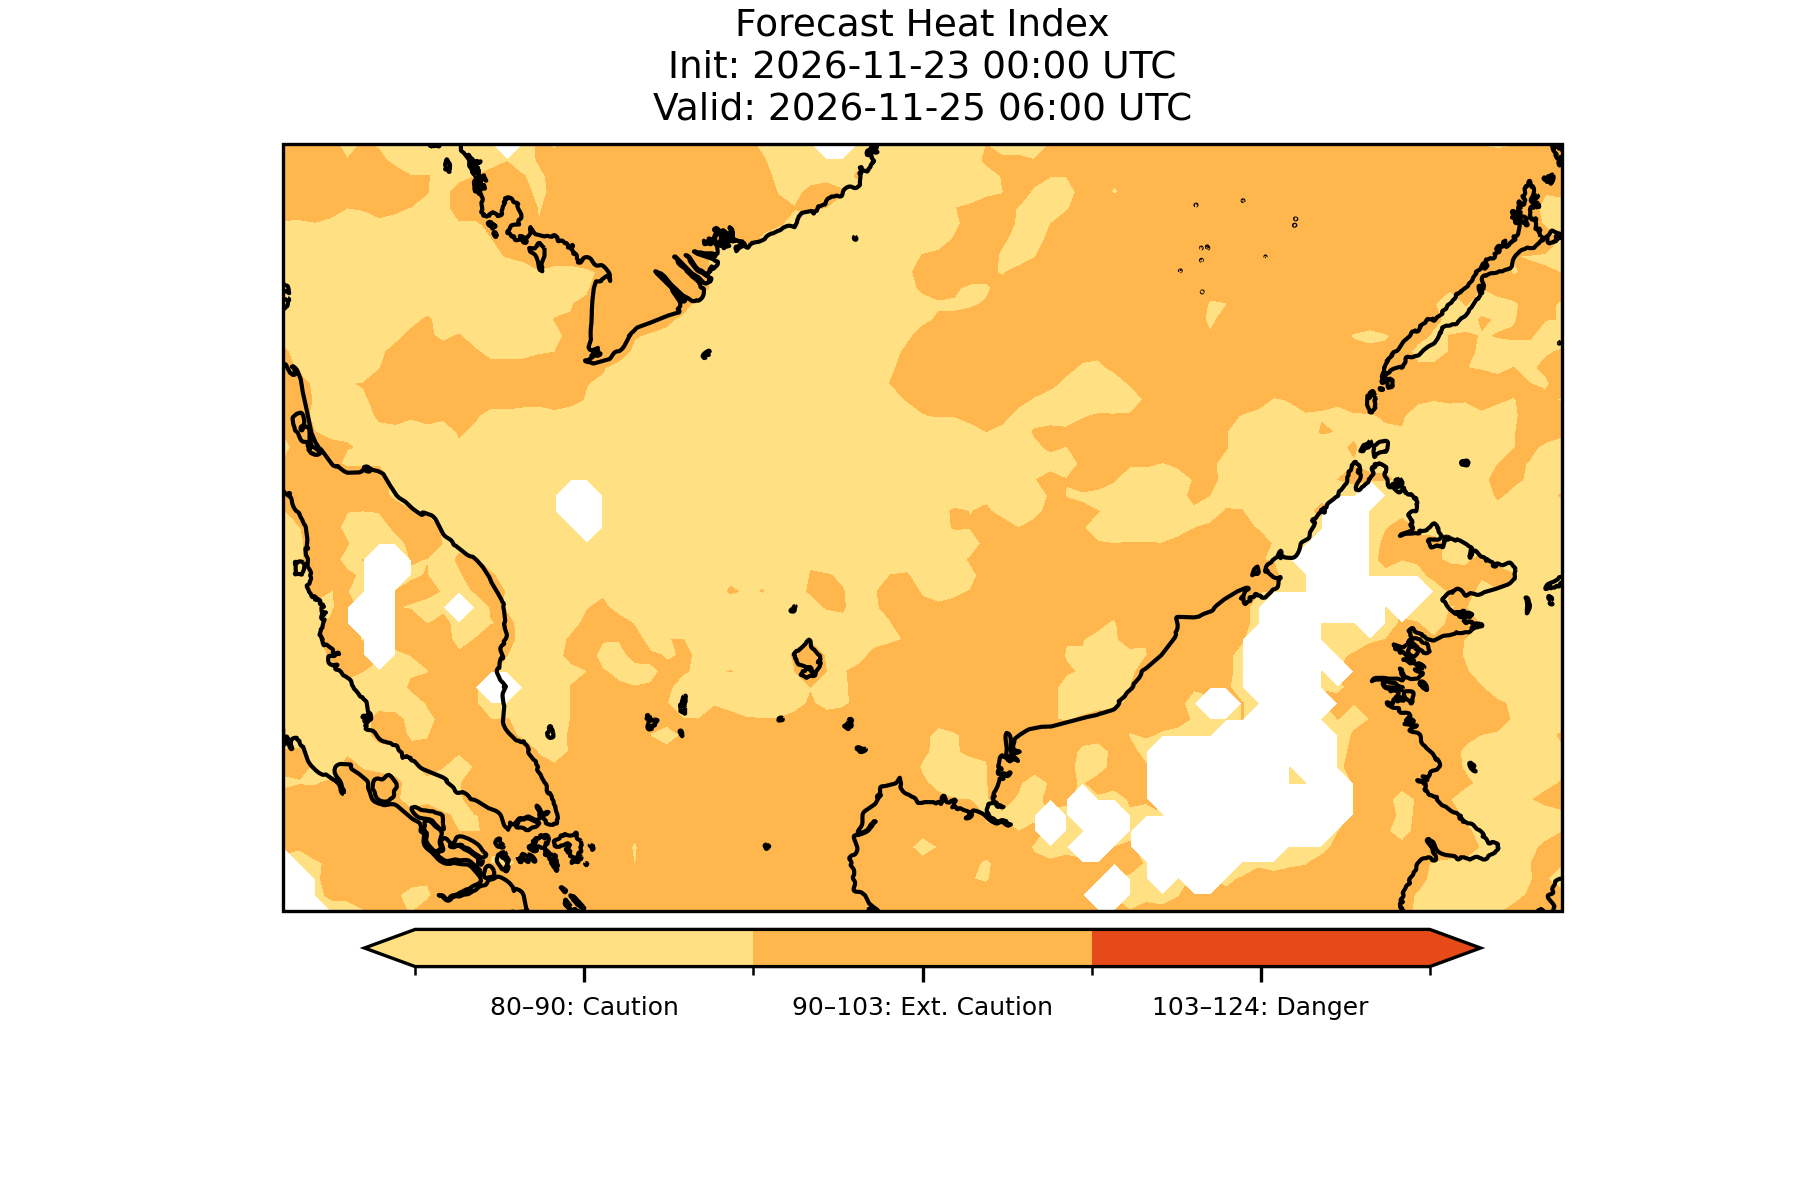 Forecast Heat Index
Init: 2026-11-23 00:00 UTC
Valid: 2026-11-25 06:00 UTC
80–90: Caution
90–103: Ext. Caution
103–124: Danger